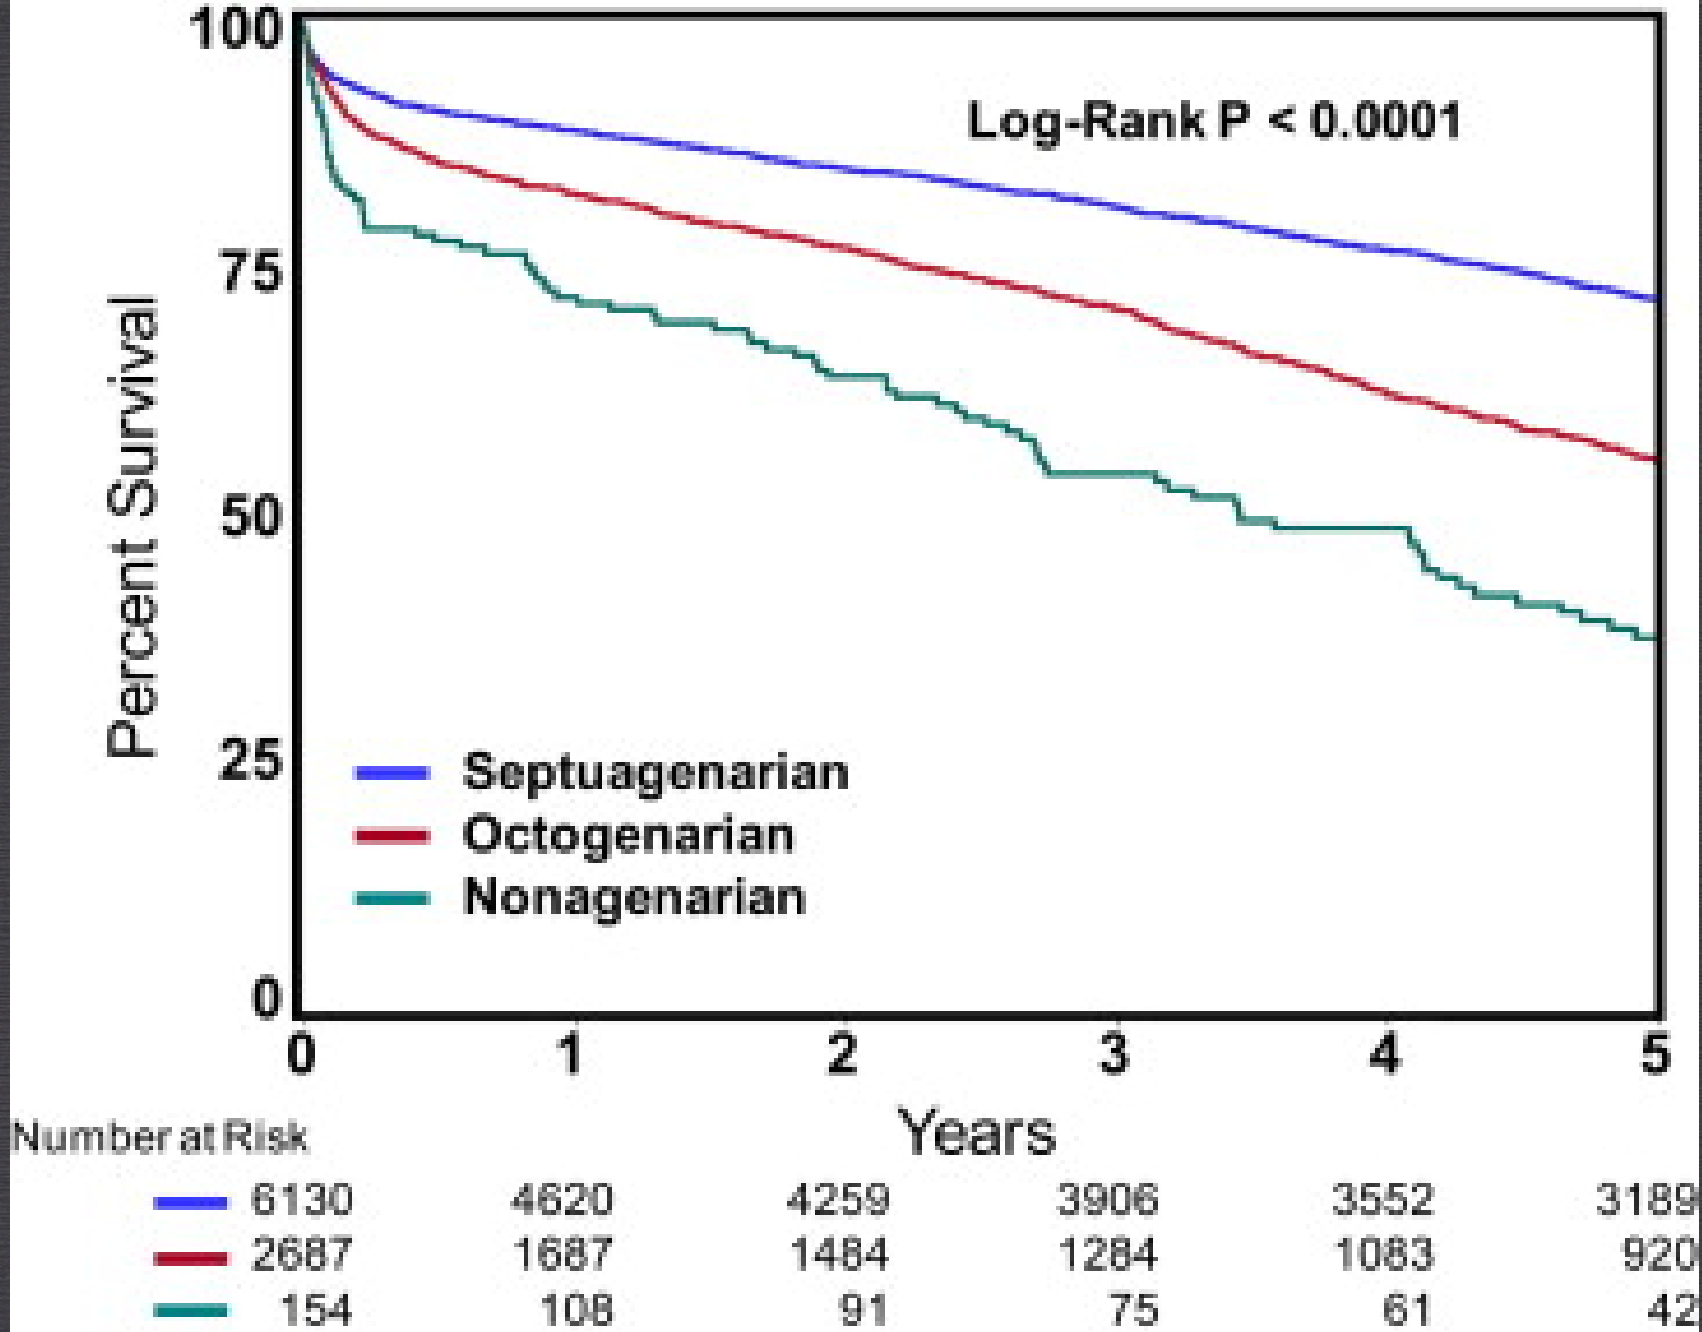 100
Log-Rank P < 0.0001
75
Percent Survival
50
25
Septuagenarian
Octogenarian
Nonagenarian
0
0 1 2 3 4 5
Years
Number at Risk
6130 4620 4259 3906 3552 3189
2687 1687 1484 1284 1083 920
154 108 91 75 61 42